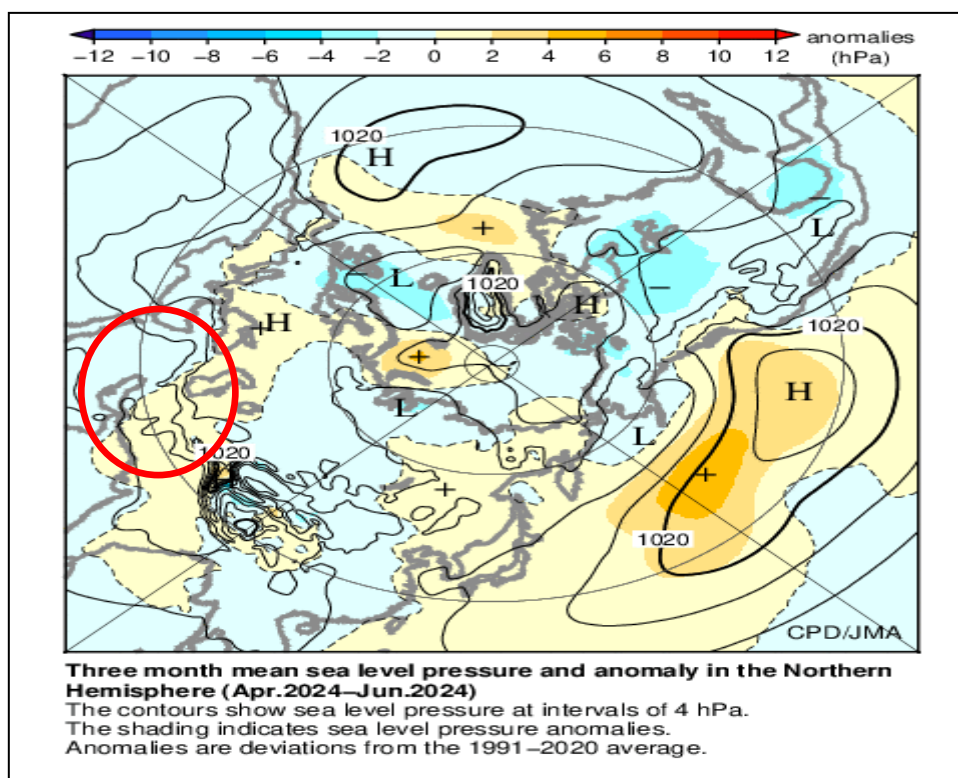 −12 −10 −8 −6 −4 −2 0 2 4 6 8 10 12 anomalies
(hPa)
1020
H
L
+
−
−
L
L
1020
H
H
−
+
1020
+
H
L
L
1020
+
+
1020
CPD/JMA
Three month mean sea level pressure and anomaly in the Northern
Hemisphere (Apr.2024−Jun.2024)
The contours show sea level pressure at intervals of 4 hPa.
The shading indicates sea level pressure anomalies.
Anomalies are deviations from the 1991−2020 average.